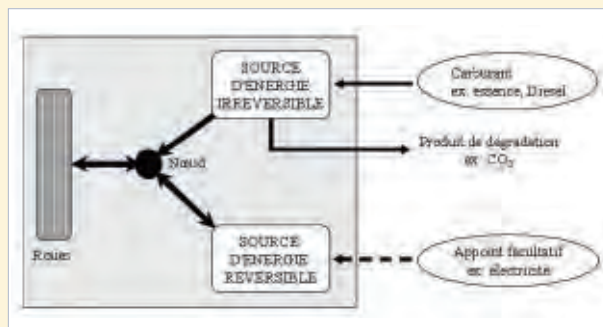 SOURCE
D'ENERGIE
IRREVERSIBLE
Carburant
ex. essence, Diesel
Produit de dégradation
ex. CO₂
Nœud
Roues
SOURCE
D'ENERGIE
REVERSIBLE
Appoint facultatif
ex. électricité